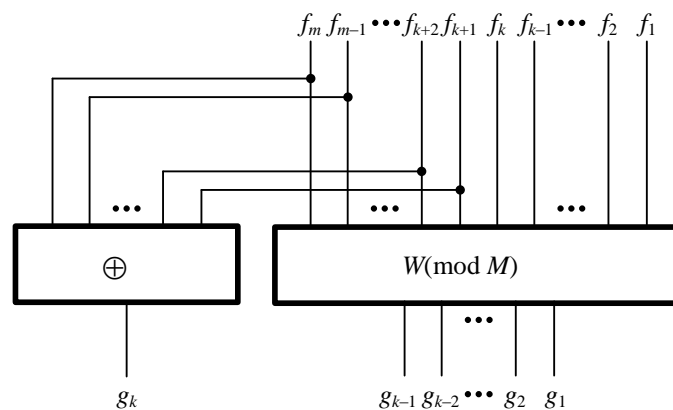 f_m f_{m–1} ••• f_{k+2} f_{k+1} f_k f_{k–1} ••• f_2 f_1
••• ••• •••
⊕ W(mod M)
•••
g_k g_{k–1} g_{k–2} ••• g_2 g_1